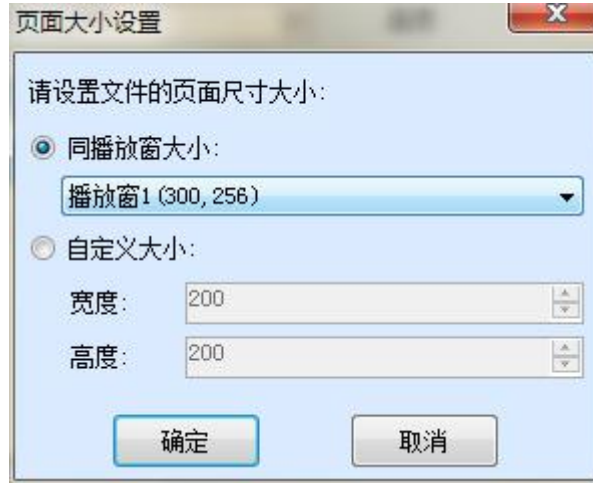 页面大小设置
请设置文件的页面尺寸大小:
同播放窗大小:
播放窗1(300,256)
自定义大小:
宽度: 200
高度: 200
确定 取消